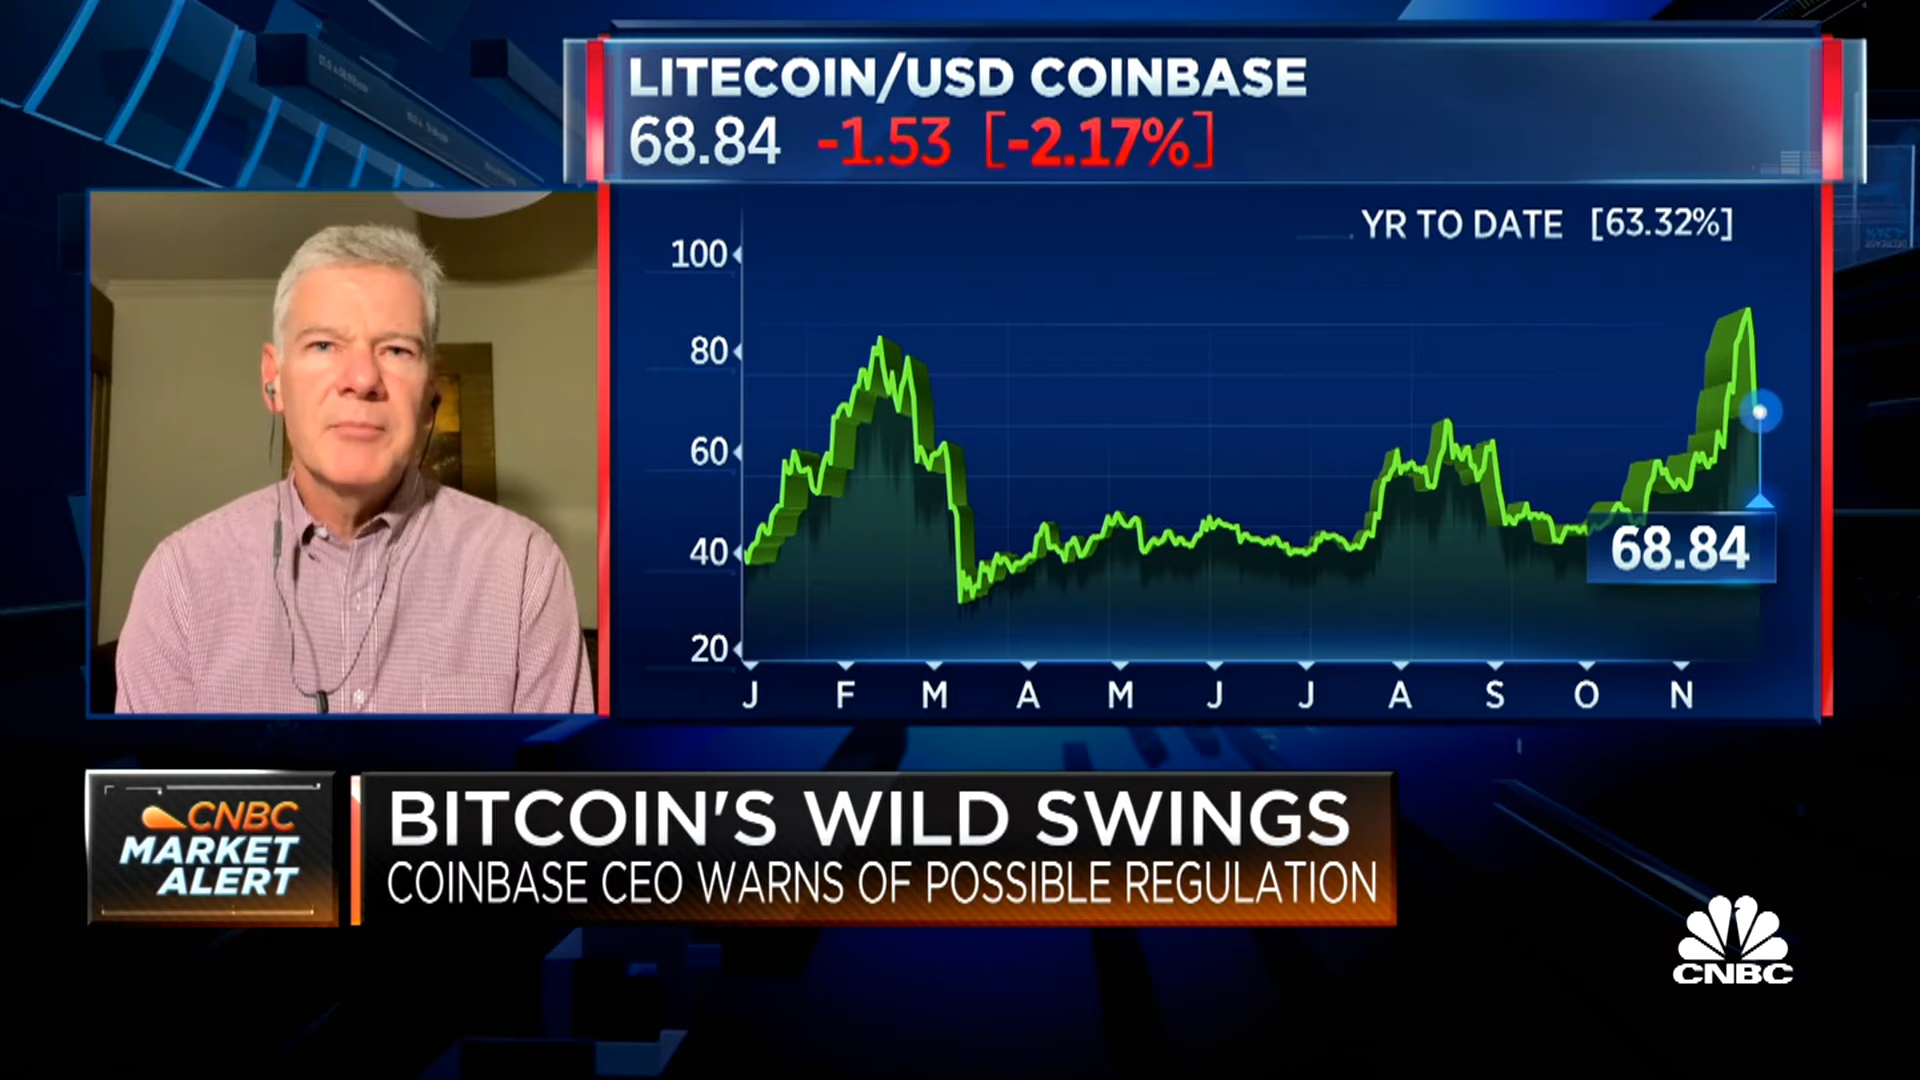 LITECOIN/USD COINBASE
68.84 -1.53 [-2.17%]
YR TO DATE [63.32%]
100
80
60
40
20
68.84
J F M A M J J A S O N
CNBC
MARKET
ALERT
BITCOIN'S WILD SWINGS
COINBASE CEO WARNS OF POSSIBLE REGULATION
CNBC